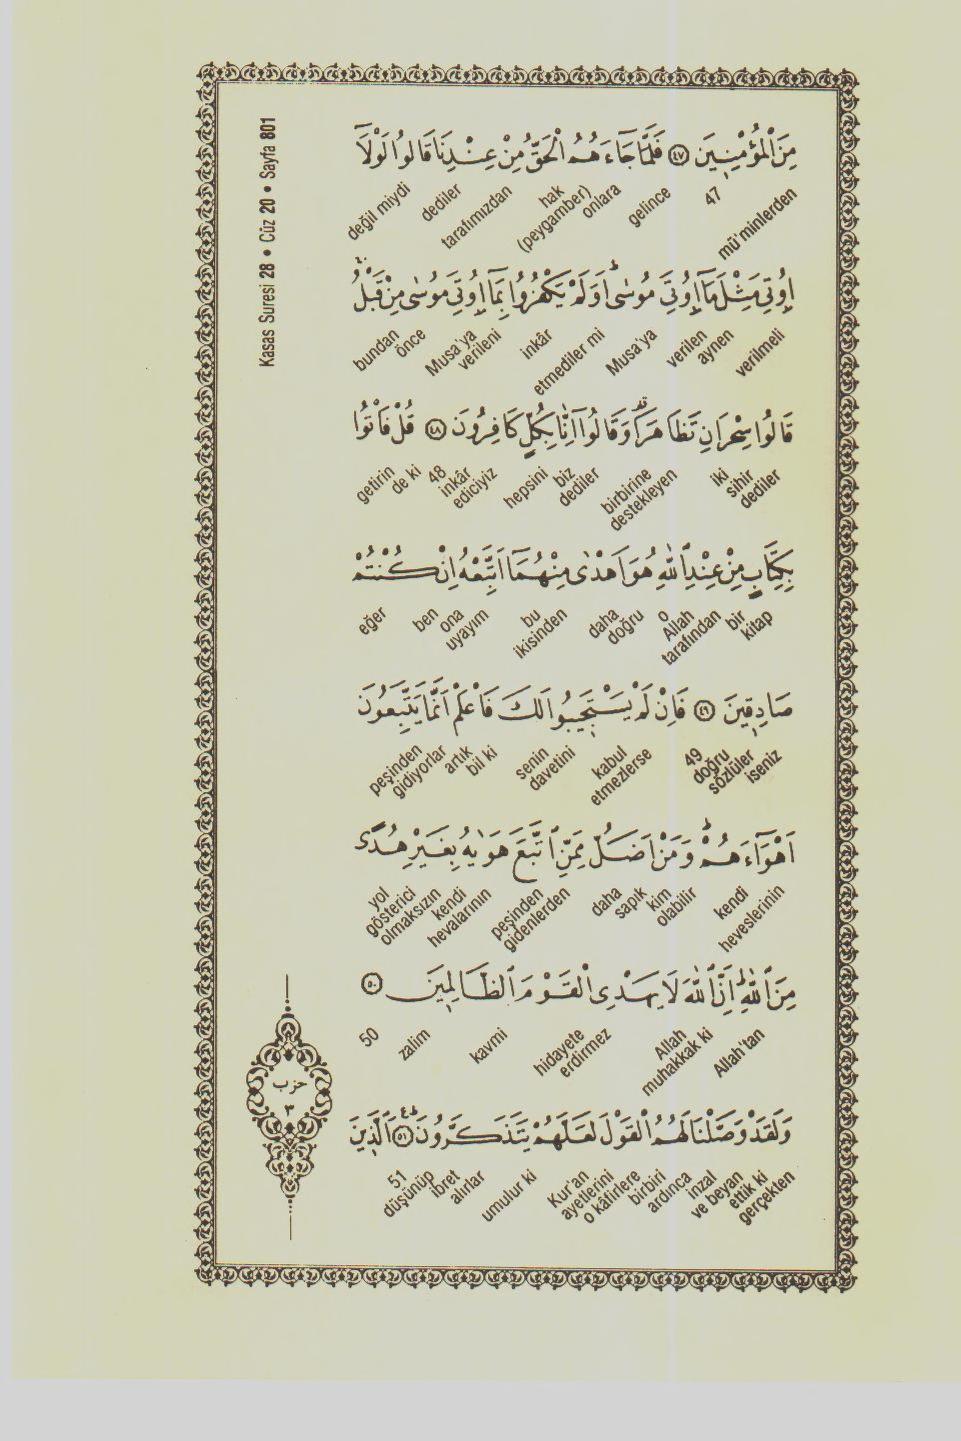 Kasas Suresi 28 • Cüz 20 • Sayfa 801
مِنَ الْمُؤْمِنِينَ ﴿٤٧﴾ فَلَمَّا جَٓاءَهُمُ الْحَقُّ مِنْ عِنْدِنَا قَالُوا لَوْلَٓا
mü'minlerden 47 gelince onlara hak (peygamber) tarafımızdan dediler değil miydi
اُو۫تِيَ مِثْلَ مَٓا اُو۫تِيَ مُوسٰىۜ اَوَلَمْ يَكْفُرُوا بِمَٓا اُو۫تِيَ مُوسٰى مِنْ قَبْلُۚ
verilmeli aynen verilen Musa'ya etmediler mi inkâr verileni Musa'ya önce bundan
قَالُوا سِحْرَانِ تَظَاهَرَا۠ وَقَالُٓوا اِنَّا بِكُلٍّ كَافِرُونَ ﴿٤٨﴾ قُلْ فَأْتُوا
dediler sihir iki destekleyen birbirine dediler biz hepsini ediciyiz inkâr 48 de ki getirin
بِكِتَابٍ مِنْ عِنْدِ اللّٰهِ هُوَ اَهْدٰى مِنْهُمَٓا اَتَّبِعْهُ اِنْ كُنْتُمْ
kitap bir tarafından Allah o doğru daha ikisinden bu uyayım ona ben eğer
صَادِقِينَ ﴿٤٩﴾ فَاِنْ لَمْ يَسْتَجِيبُوا لَكَ فَاعْلَمْ اَنَّمَا يَتَّبِعُونَ
iseniz sözlüler doğru 49 etmezlerse kabul davetini senin bil ki artık gidiyorlar peşinden
اَهْوَٓاءَهُمْۜ وَمَنْ اَضَلُّ مِمَّنِ اتَّبَعَ هَوٰيهُ بِغَيْرِ هُدًى
heveslerinin kendi olabilir kim sapık daha gidenlerden peşinden hevalarının kendi olmaksızın gösterici yol
مِنَ اللّٰهِۜ اِنَّ اللّٰهَ لَا يَهْدِي الْقَوْمَ الظَّالِمِينَ ﴿٥٠﴾
Allah'tan muhakkak ki Allah erdirmez hidayete kavmi zalim 50
وَلَقَدْ وَصَّلْنَا لَهُمُ الْقَوْلَ لَعَلَّهُمْ يَتَذَكَّرُونَۜ ﴿٥١﴾ اَلَّذِينَ
gerçekten ettik ki ve beyan inzal ardınca birbiri o kâfirlere ayetlerini Kur'an umulur ki alırlar ibret düşünüp 51
حزب
٣